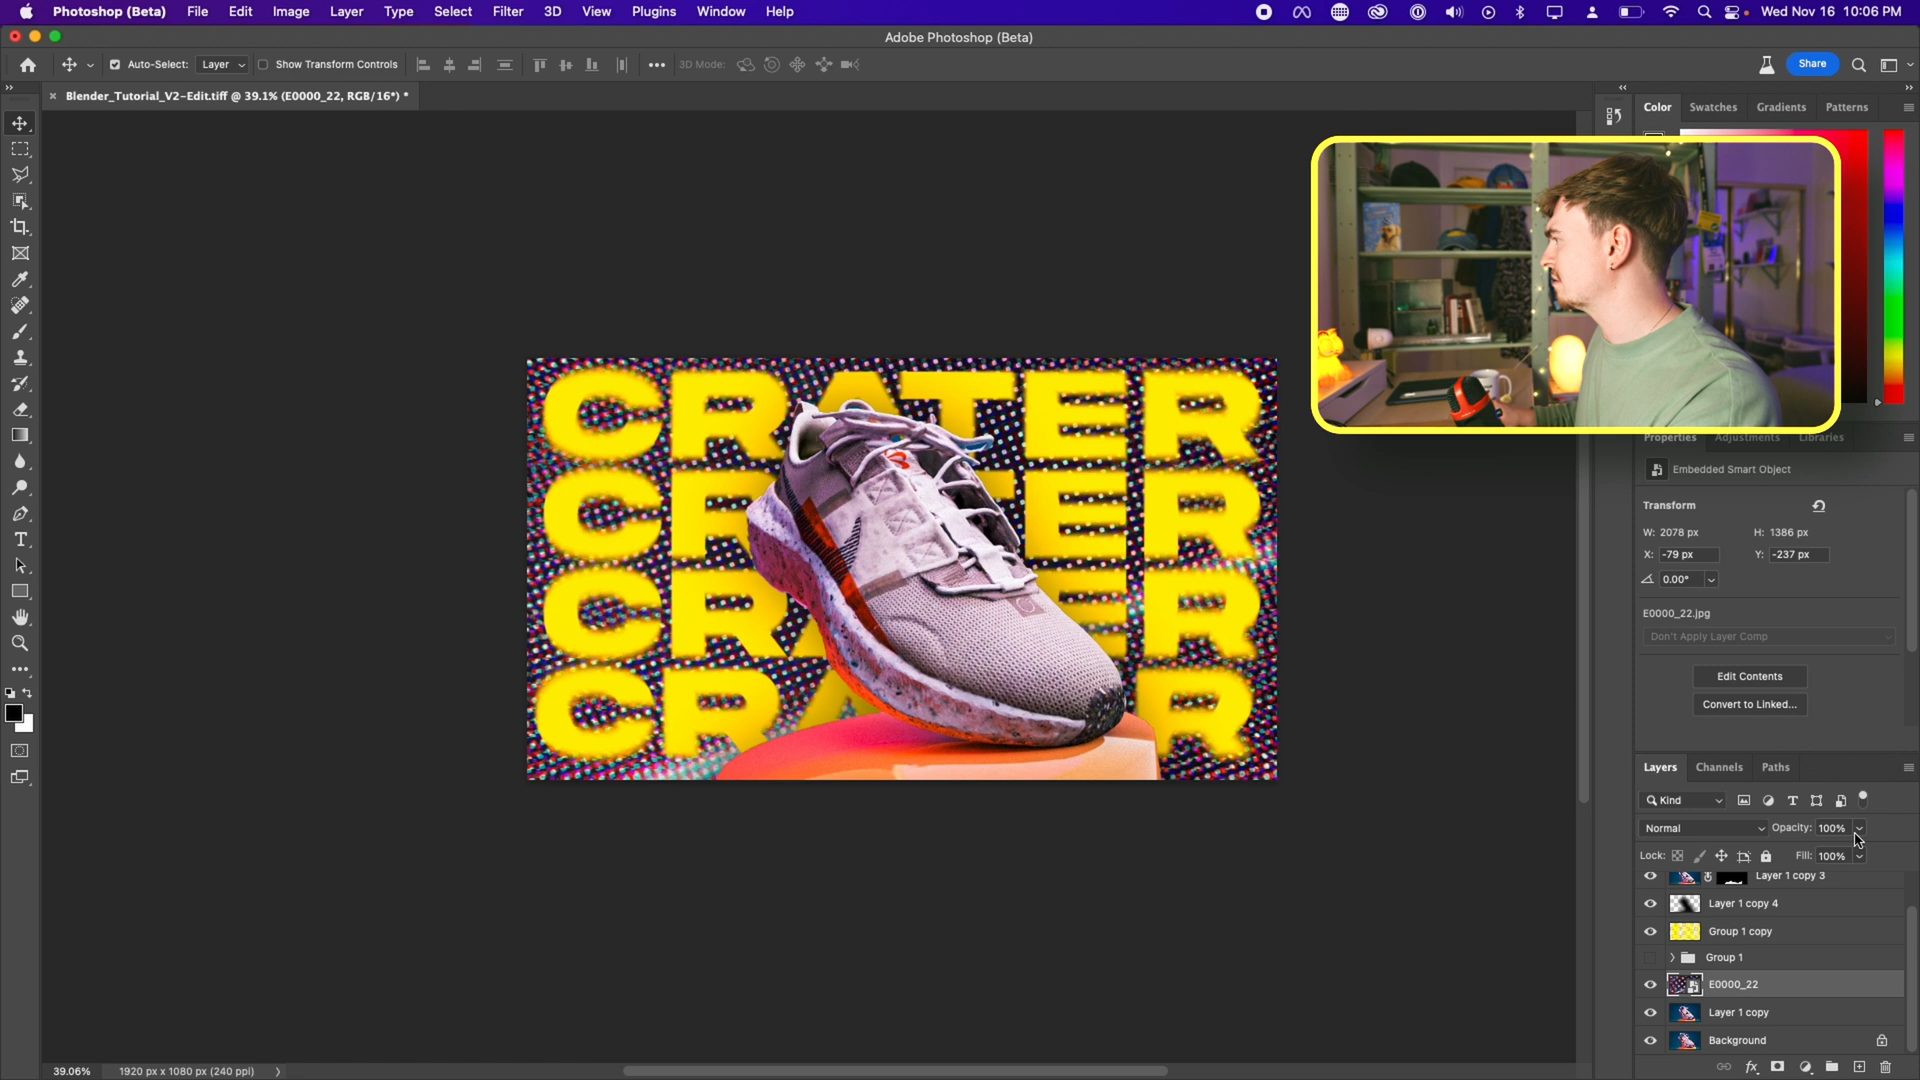 Photoshop (Beta) File Edit Image Layer Type Select Filter 3D View Plugins Window Help Wed Nov 16 10:06 PM
Adobe Photoshop (Beta)
Auto-Select: Layer Show Transform Controls 3D Mode: Share
Blender_Tutorial_V2-Edit.tiff @ 39.1% (E0000_22, RGB/16*) *
Color Swatches Gradients Patterns
CRATER
CRATER
CRATER
CRATER
Properties Adjustments Libraries
Embedded Smart Object
Transform
W: 2078 px H: 1386 px
X: -79 px Y: -237 px
0.00°
E0000_22.jpg
Don't Apply Layer Comp
Edit Contents
Convert to Linked...
Layers Channels Paths
Kind
Normal Opacity: 100%
Lock: Fill: 100%
Layer 1 copy 3
Layer 1 copy 4
Group 1 copy
Group 1
E0000_22
Layer 1 copy
Background
39.06% 1920 px x 1080 px (240 ppi)